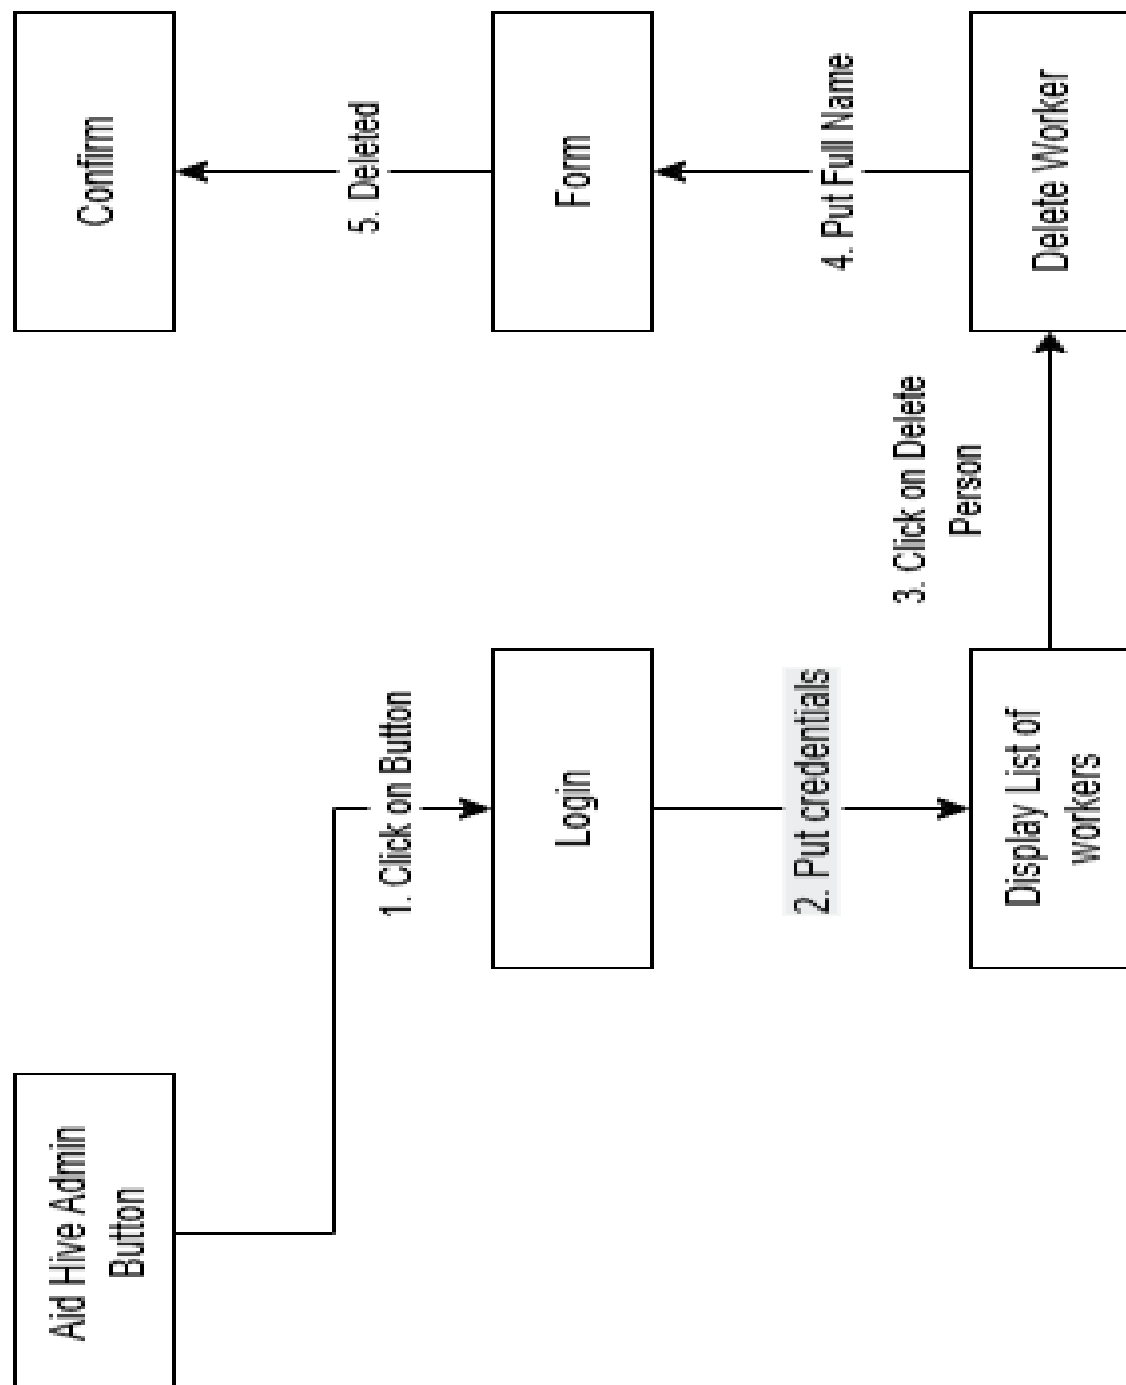 Aid Hive Admin
Button
1. Click on Button
Login
2. Put credentials
Display List of
workers
3. Click on Delete
Person
Delete Worker
4. Put Full Name
Form
5. Deleted
Confirm